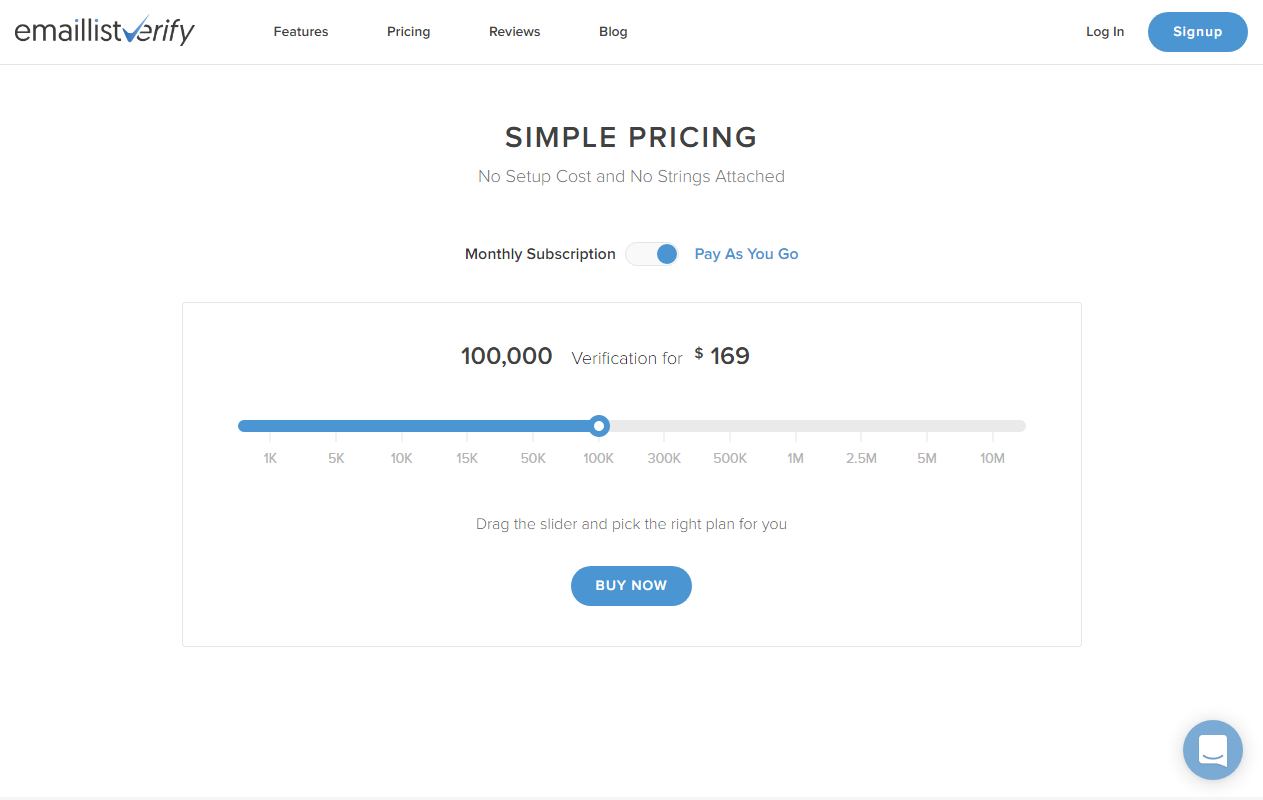 emaillistverify Features Pricing Reviews Blog Log In Signup
SIMPLE PRICING
No Setup Cost and No Strings Attached
Monthly Subscription Pay As You Go
100,000 Verification for $ 169
1K 5K 10K 15K 50K 100K 300K 500K 1M 2.5M 5M 10M
Drag the slider and pick the right plan for you
BUY NOW